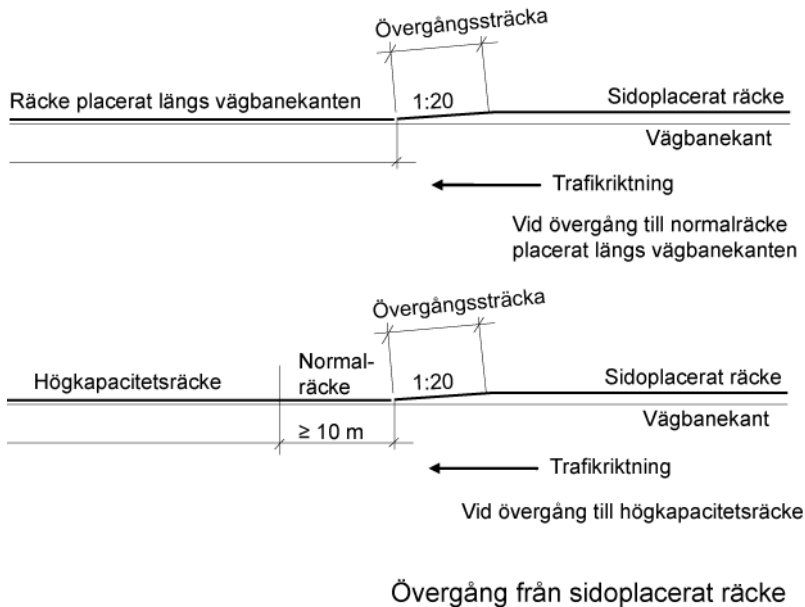 Övergångssträcka
Räcke placerat längs vägbanekanten
1:20
Sidoplacerat räcke
Vägbanekant
Trafikriktning
Vid övergång till normalräcke
placerat längs vägbanekanten
Övergångssträcka
Högkapacitetsräcke
Normal-
räcke
1:20
Sidoplacerat räcke
Vägbanekant
≥ 10 m
Trafikriktning
Vid övergång till högkapacitetsräcke
Övergång från sidoplacerat räcke